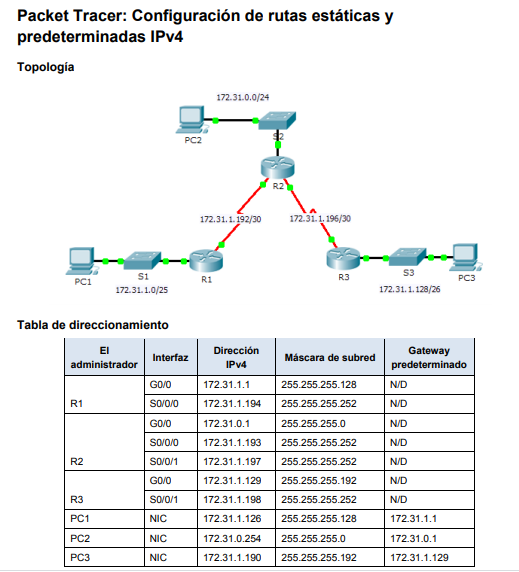 Packet Tracer: Configuración de rutas estáticas y
predeterminadas IPv4
Topología
172.31.0.0/24
PC2
S2
R2
172.31.1.192/30
172.31.1.196/30
PC1
S1
R1
R3
S3
PC3
172.31.1.0/25
172.31.1.128/26
Tabla de direccionamiento
El administrador Interfaz Dirección IPv4 Máscara de subred Gateway predeterminado
R1 G0/0 172.31.1.1 255.255.255.128 N/D
S0/0/0 172.31.1.194 255.255.255.252 N/D
R2 G0/0 172.31.0.1 255.255.255.0 N/D
S0/0/0 172.31.1.193 255.255.255.252 N/D
S0/0/1 172.31.1.197 255.255.255.252 N/D
R3 G0/0 172.31.1.129 255.255.255.192 N/D
S0/0/1 172.31.1.198 255.255.255.252 N/D
PC1 NIC 172.31.1.126 255.255.255.128 172.31.1.1
PC2 NIC 172.31.0.254 255.255.255.0 172.31.0.1
PC3 NIC 172.31.1.190 255.255.255.192 172.31.1.129